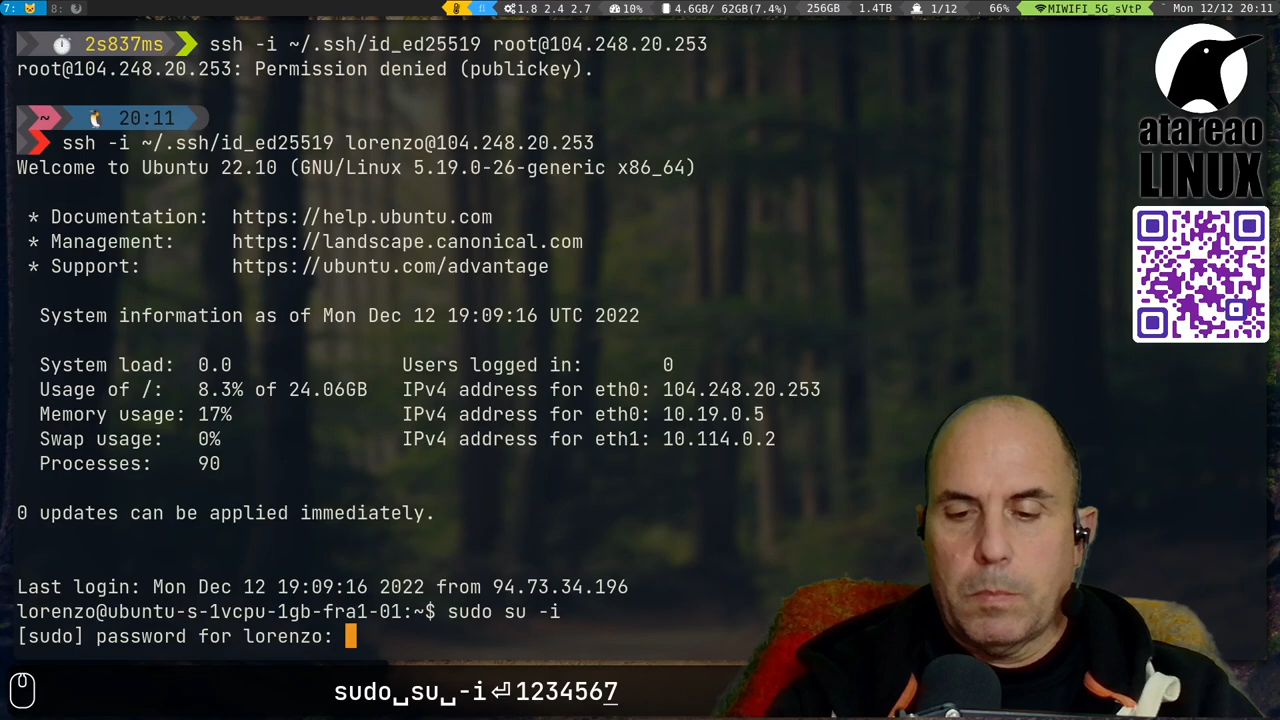 7: 8: 1.8 2.4 2.7 10% 4.6GB/ 62GB(7.4%) 256GB 1.4TB 1/12 66% MIWIFI 5G sVtP Mon 12/12 20:11
2s837ms ssh -i ~/.ssh/id_ed25519 root@104.248.20.253
root@104.248.20.253: Permission denied (publickey).
~ 20:11
ssh -i ~/.ssh/id_ed25519 lorenzo@104.248.20.253
Welcome to Ubuntu 22.10 (GNU/Linux 5.19.0-26-generic x86_64)
* Documentation: https://help.ubuntu.com
* Management: https://landscape.canonical.com
* Support: https://ubuntu.com/advantage
System information as of Mon Dec 12 19:09:16 UTC 2022
System load: 0.0 Users logged in: 0
Usage of /: 8.3% of 24.06GB IPv4 address for eth0: 104.248.20.253
Memory usage: 17% IPv4 address for eth0: 10.19.0.5
Swap usage: 0% IPv4 address for eth1: 10.114.0.2
Processes: 90
0 updates can be applied immediately.
Last login: Mon Dec 12 19:09:16 2022 from 94.73.34.196
lorenzo@ubuntu-s-1vcpu-1gb-fra1-01:~$ sudo su -i
[sudo] password for lorenzo:
sudo␣su␣-i⏎1234567
atareao
LINUX